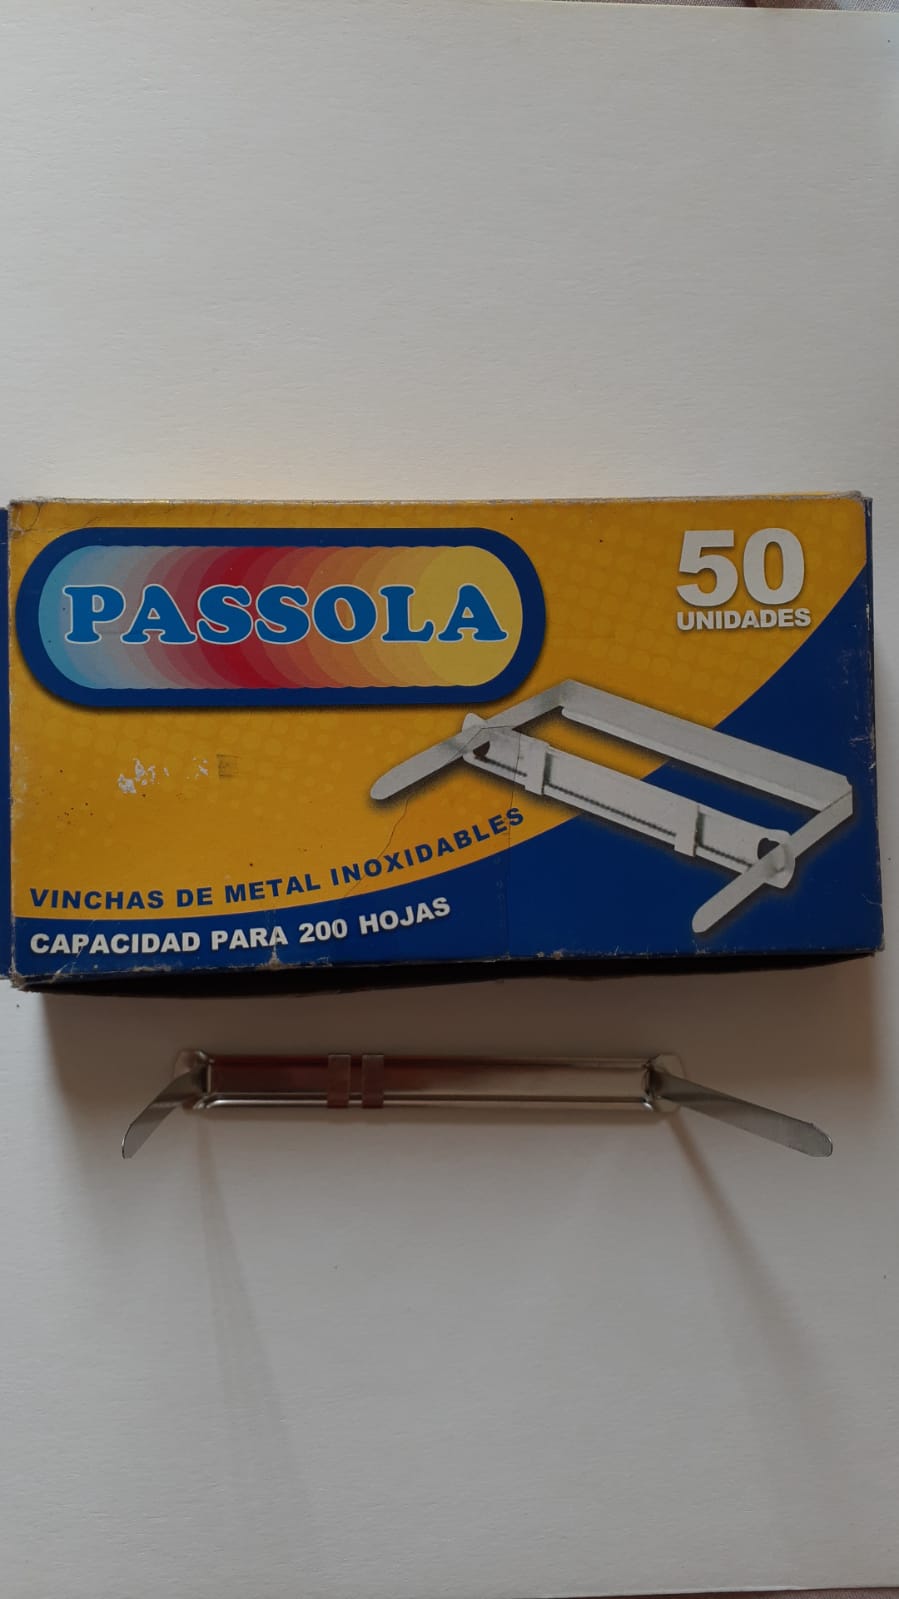 PASSOLA
50
UNIDADES
VINCHAS DE METAL INOXIDABLES
CAPACIDAD PARA 200 HOJAS